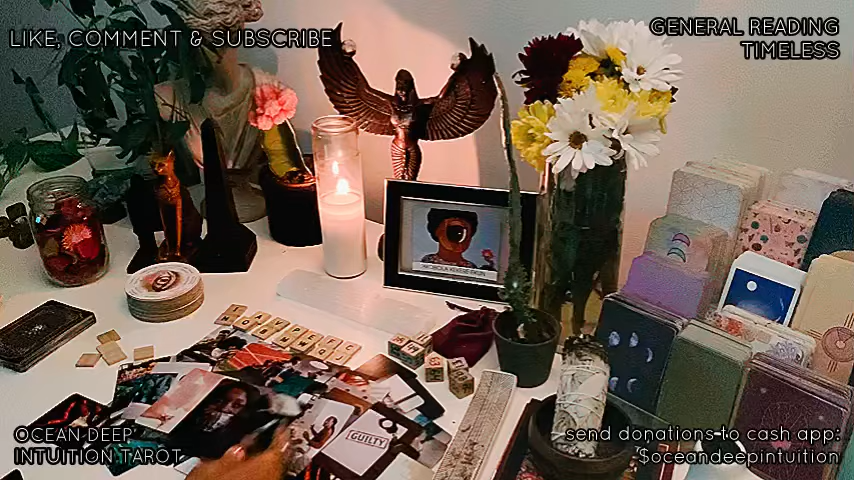 LIKE, COMMENT & SUBSCRIBE
GENERAL READING
TIMELESS
GUILTY
OCEAN DEEP
INTUITION TAROT
send donations to cash app:
$oceandeepintuition